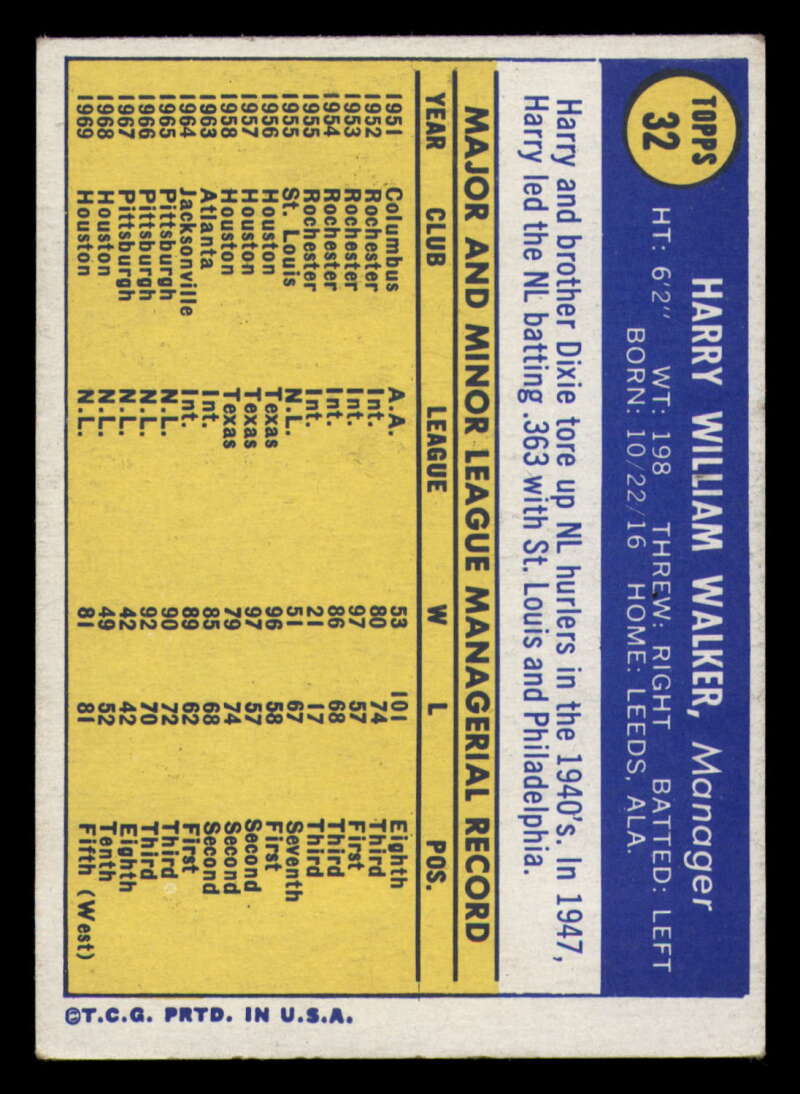 TOPPS
32
HARRY WILLIAM WALKER, Manager
HT: 6'2" WT: 198 THREW: RIGHT BATTED: LEFT
BORN: 10/22/16 HOME: LEEDS, ALA.
Harry and brother Dixie tore up NL hurlers in the 1940's. In 1947,
Harry led the NL batting .363 with St. Louis and Philadelphia.
MAJOR AND MINOR LEAGUE MANAGERIAL RECORD
YEAR CLUB LEAGUE W L POS.
1951 Columbus A.A. 53 101 Eighth
1952 Rochester Int. 80 74 Third
1953 Rochester Int. 97 57 First
1954 Rochester Int. 86 68 Third
1955 Rochester Int. 21 17 Third
1955 St. Louis N.L. 51 67 Seventh
1956 Houston Texas 96 58 First
1957 Houston Texas 97 57 Second
1958 Houston Texas 79 74 Second
1963 Atlanta Int. 85 68 Second
1964 Jacksonville Int. 89 62 First
1965 Pittsburgh N.L. 90 72 Third
1966 Pittsburgh N.L. 92 70 Third
1967 Pittsburgh N.L. 42 42 Eighth
1968 Houston N.L. 49 52 Tenth
1969 Houston N.L. 81 81 Fifth (West)
©T.C.G. PRTD. IN U.S.A.